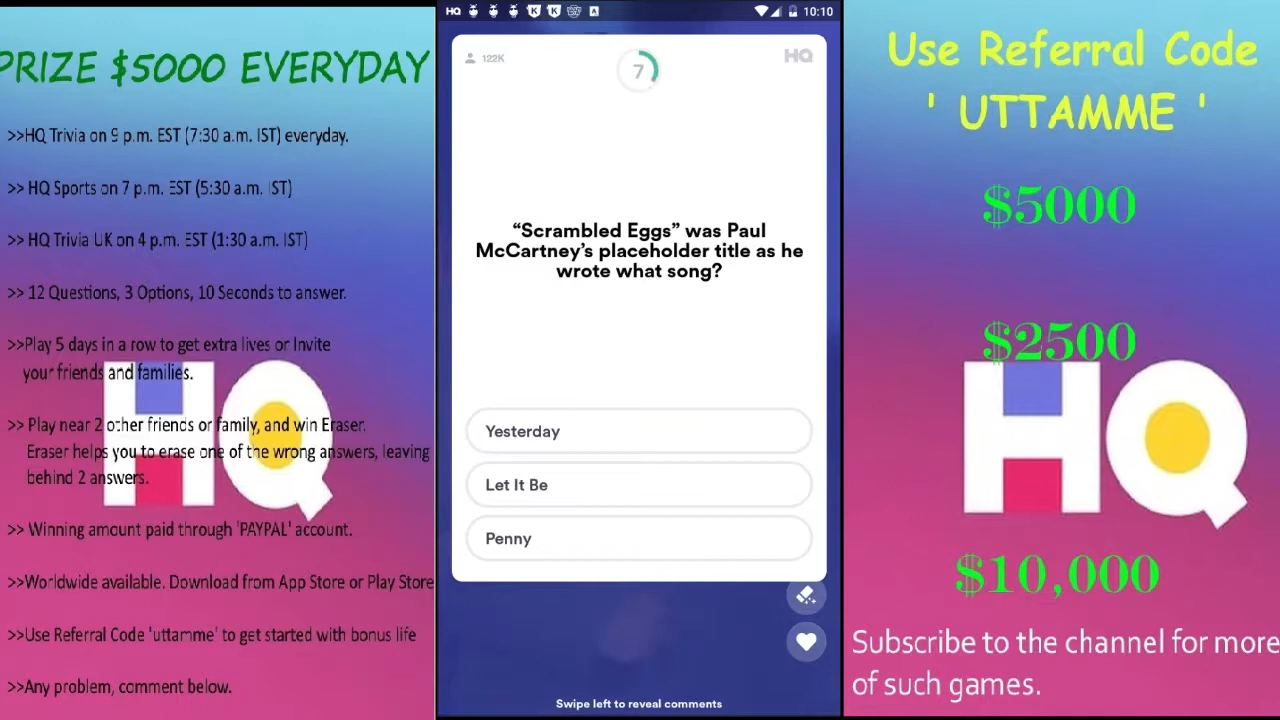 PRIZE $5000 EVERYDAY
>>HQ Trivia on 9 p.m. EST (7:30 a.m. IST) everyday.
>> HQ Sports on 7 p.m. EST (5:30 a.m. IST)
>> HQ Trivia UK on 4 p.m. EST (1:30 a.m. IST)
>> 12 Questions, 3 Options, 10 Seconds to answer.
>>Play 5 days in a row to get extra lives or Invite
your friends and families.
>> Play near 2 other friends or family, and win Eraser.
Eraser helps you to erase one of the wrong answers, leaving
behind 2 answers.
>> Winning amount paid through 'PAYPAL' account.
>>Worldwide available. Download from App Store or Play Store
>>Use Referral Code 'uttamme' to get started with bonus life
>>Any problem, comment below.
HQ
HQ
10:10
122K
7
HQ
“Scrambled Eggs” was Paul
McCartney’s placeholder title as he
wrote what song?
Yesterday
Let It Be
Penny
Swipe left to reveal comments
Use Referral Code
' UTTAMME '
$5000
$2500
HQ
$10,000
Subscribe to the channel for more
of such games.